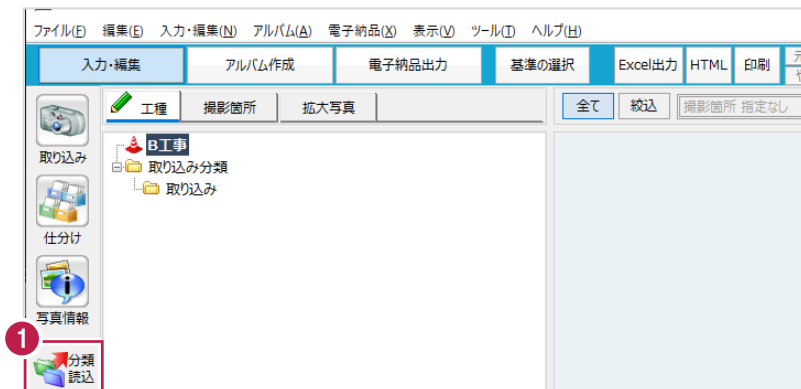 ファイル(F) 編集(E) 入力・編集(N) アルバム(A) 電子納品(X) 表示(V) ツール(T) ヘルプ(H)
入力・編集 アルバム作成 電子納品出力 基準の選択 Excel出力 HTML 印刷
工種 撮影箇所 拡大写真 全て 絞込 撮影箇所 指定なし
取り込み
仕分け
写真情報
1
分類
読込
B工事
取り込み分類
取り込み